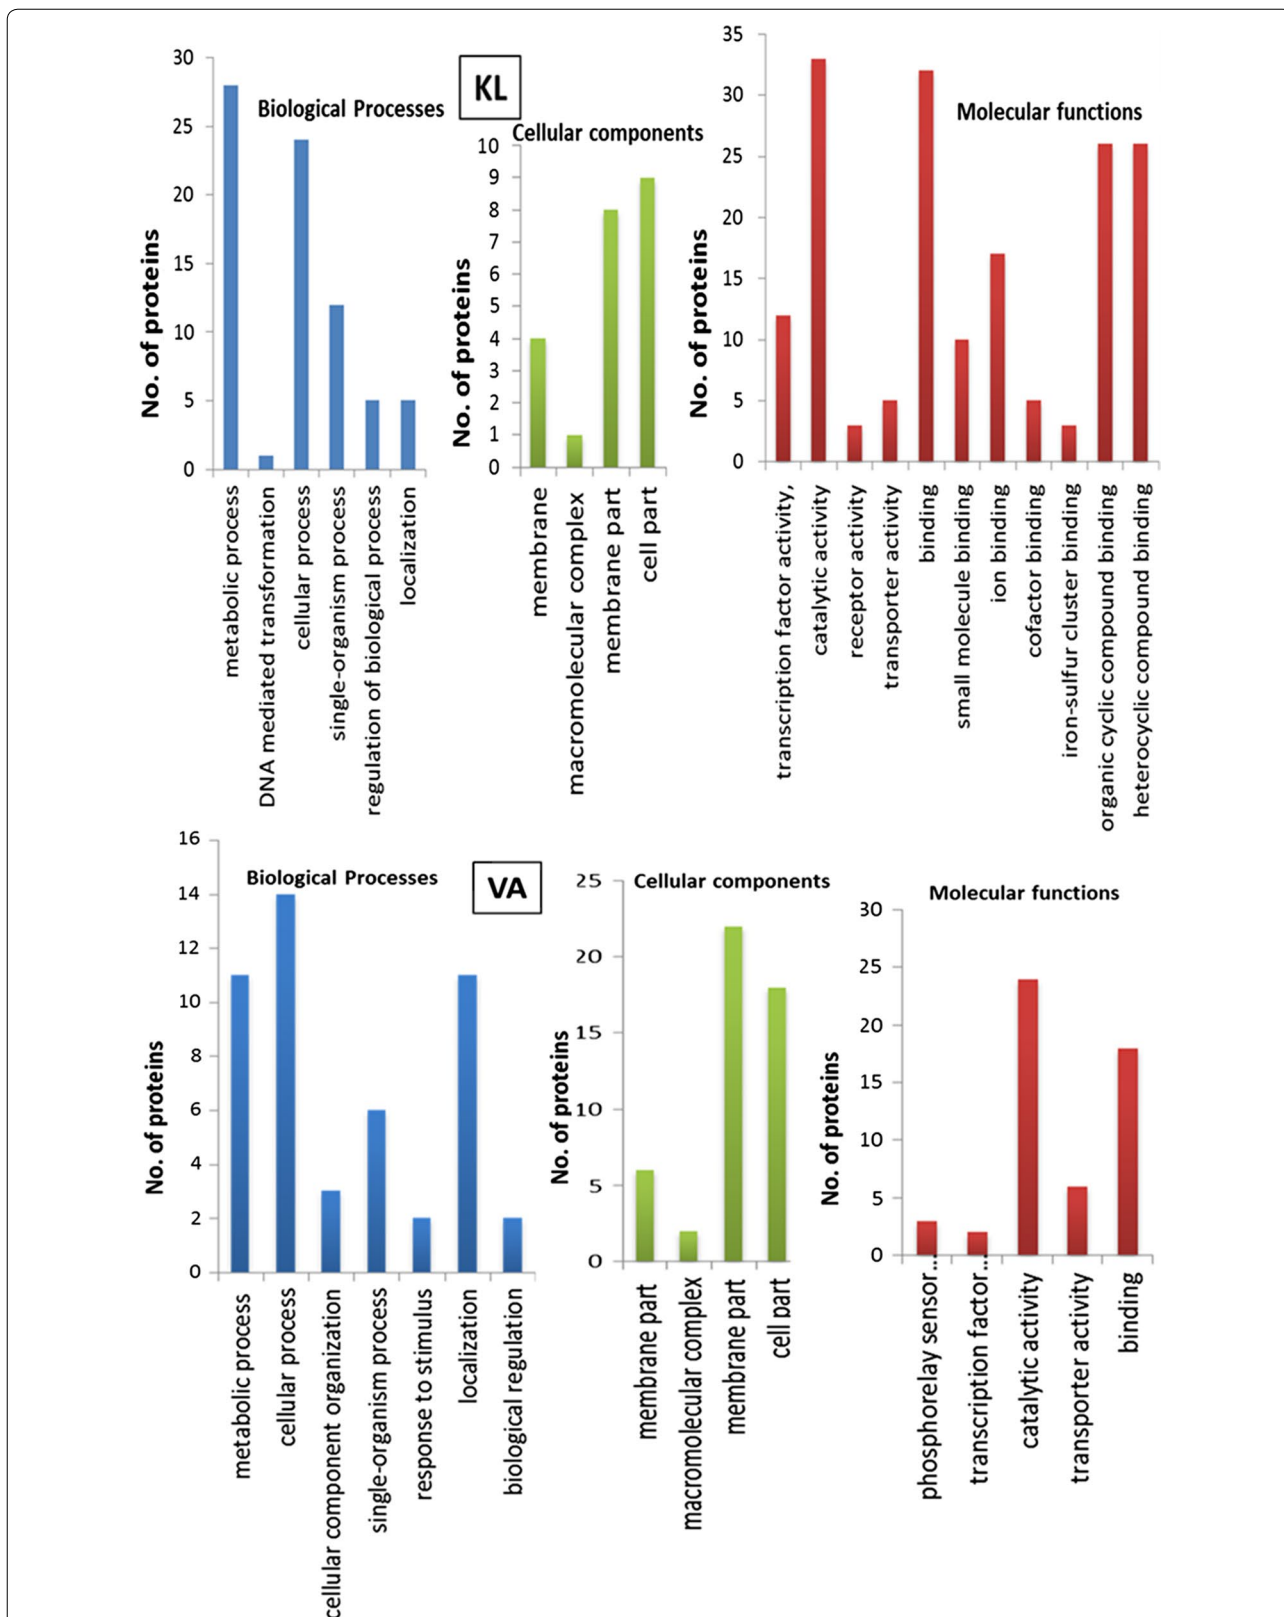 KL
Biological Processes
No. of proteins
30
25
20
15
10
5
0
metabolic process
DNA mediated transformation
cellular process
single-organism process
regulation of biological process
localization
Cellular components
No. of proteins
10
9
8
7
6
5
4
3
2
1
0
membrane
macromolecular complex
membrane part
cell part
Molecular functions
No. of proteins
35
30
25
20
15
10
5
0
transcription factor activity,
catalytic activity
receptor activity
transporter activity
binding
small molecule binding
ion binding
cofactor binding
iron-sulfur cluster binding
organic cyclic compound binding
heterocyclic compound binding
VA
Biological Processes
No. of proteins
16
14
12
10
8
6
4
2
0
metabolic process
cellular process
cellular component organization
single-organism process
response to stimulus
localization
biological regulation
Cellular components
No. of proteins
25
20
15
10
5
0
membrane part
macromolecular complex
membrane part
cell part
Molecular functions
No. of proteins
30
25
20
15
10
5
0
phosphorelay sensor...
transcription factor...
catalytic activity
transporter activity
binding